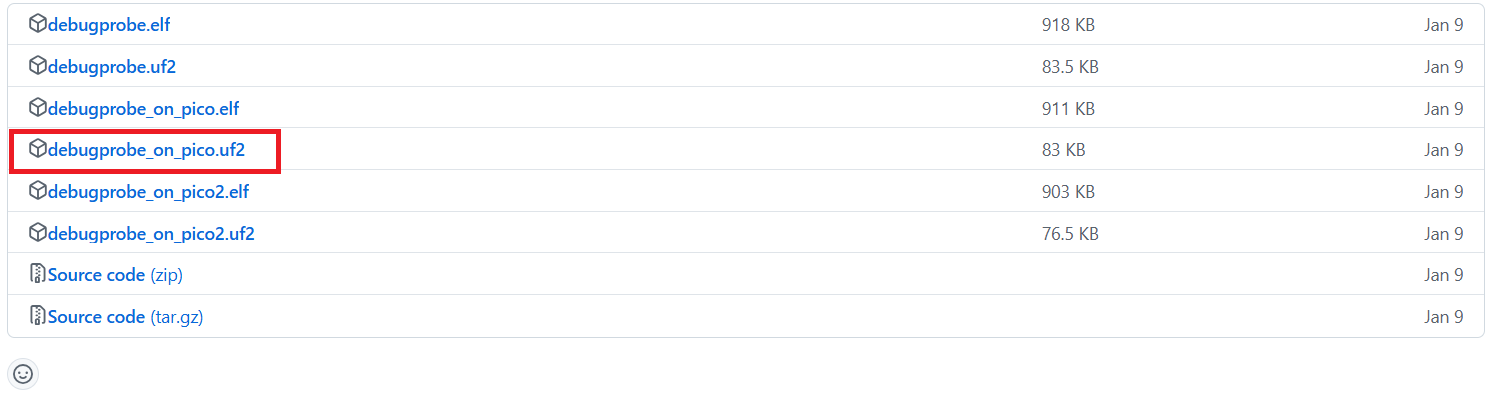 debugprobe.elf 918 KB Jan 9
debugprobe.uf2 83.5 KB Jan 9
debugprobe_on_pico.elf 911 KB Jan 9
debugprobe_on_pico.uf2 83 KB Jan 9
debugprobe_on_pico2.elf 903 KB Jan 9
debugprobe_on_pico2.uf2 76.5 KB Jan 9
Source code (zip) Jan 9
Source code (tar.gz) Jan 9